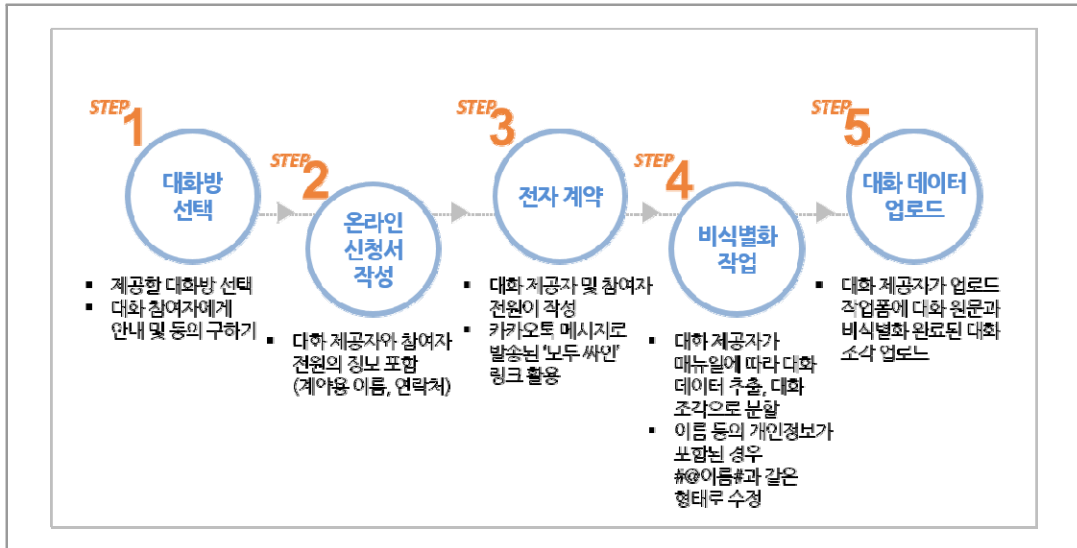 STEP 1
대화방
선택
▪ 제공할 대화방 선택
▪ 대화 참여자에게
안내 및 동의 구하기
STEP 2
온라인
신청서
작성
▪ 대화 제공자와 참여자
전원의 정보 포함
(계약용 이름, 연락처)
STEP 3
전자 계약
▪ 대화 제공자 및 참여자
전원이 작성
▪ 카카오톡 메시지로
발송된 '모두 싸인'
링크 활용
STEP 4
비식별화
작업
▪ 대화 제공자가
매뉴얼에 따라 대화
데이터 추출, 대화
조각으로 분할
▪ 이름 등의 개인정보가
포함된 경우
#@이름#과 같은
형태로 수정
STEP 5
대화 데이터
업로드
▪ 대화 제공자가 업로드
작업폼에 대화 원문과
비식별화 완료된 대화
조각 업로드